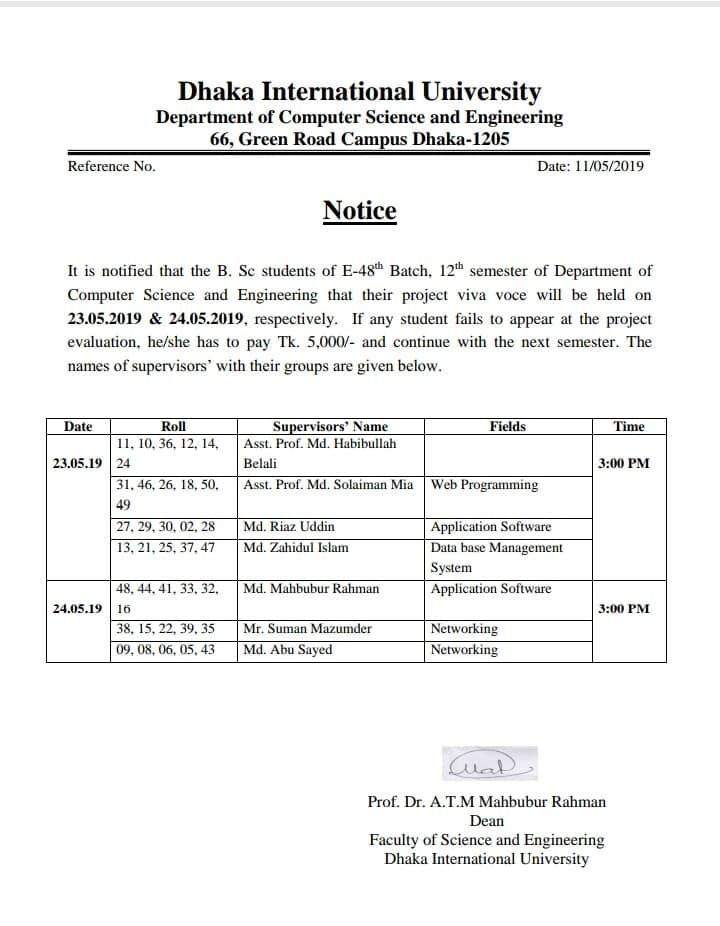 Dhaka International University
Department of Computer Science and Engineering
66, Green Road Campus Dhaka-1205
Reference No. Date: 11/05/2019
Notice
It is notified that the B. Sc students of E-48th Batch, 12th semester of Department of
Computer Science and Engineering that their project viva voce will be held on
23.05.2019 & 24.05.2019, respectively. If any student fails to appear at the project
evaluation, he/she has to pay Tk. 5,000/- and continue with the next semester. The
names of supervisors’ with their groups are given below.
Date Roll Supervisors’ Name Fields Time
11, 10, 36, 12, 14, Asst. Prof. Md. Habibullah
23.05.19 24 Belali 3:00 PM
31, 46, 26, 18, 50, Asst. Prof. Md. Solaiman Mia Web Programming
49
27, 29, 30, 02, 28 Md. Riaz Uddin Application Software
13, 21, 25, 37, 47 Md. Zahidul Islam Data base Management
System
48, 44, 41, 33, 32, Md. Mahbubur Rahman Application Software
24.05.19 16 3:00 PM
38, 15, 22, 39, 35 Mr. Suman Mazumder Networking
09, 08, 06, 05, 43 Md. Abu Sayed Networking
Prof. Dr. A.T.M Mahbubur Rahman
Dean
Faculty of Science and Engineering
Dhaka International University